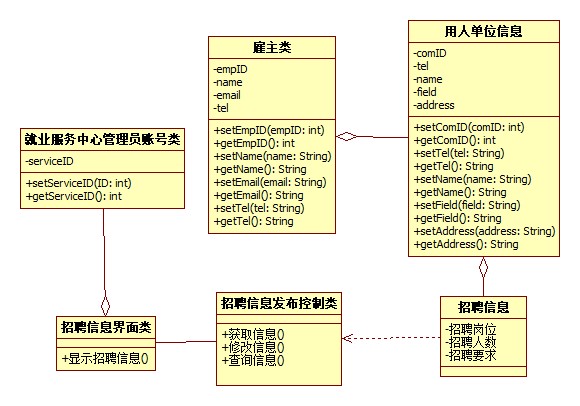 雇主类
-empID
-name
-email
-tel
+setEmpID(empID: int)
+getEmpID(): int
+setName(name: String)
+getName(): String
+setEmail(email: String)
+getEmail(): String
+setTel(tel: String)
+getTel(): String
用人单位信息
-comID
-tel
-name
-field
-address
+setComID(comID: int)
+getComID(): int
+setTel(tel: String)
+getTel(): String
+setName(name: String)
+getName(): String
+setField(field: String)
+getField(): String
+setAddress(address: String)
+getAddress(): String
就业服务中心管理员账号类
-serviceID
+setServiceID(ID: int)
+getServiceID(): int
招聘信息界面类
+显示招聘信息()
招聘信息发布控制类
+获取信息()
+修改信息()
+查询信息()
招聘信息
-招聘岗位
-招聘人数
-招聘要求